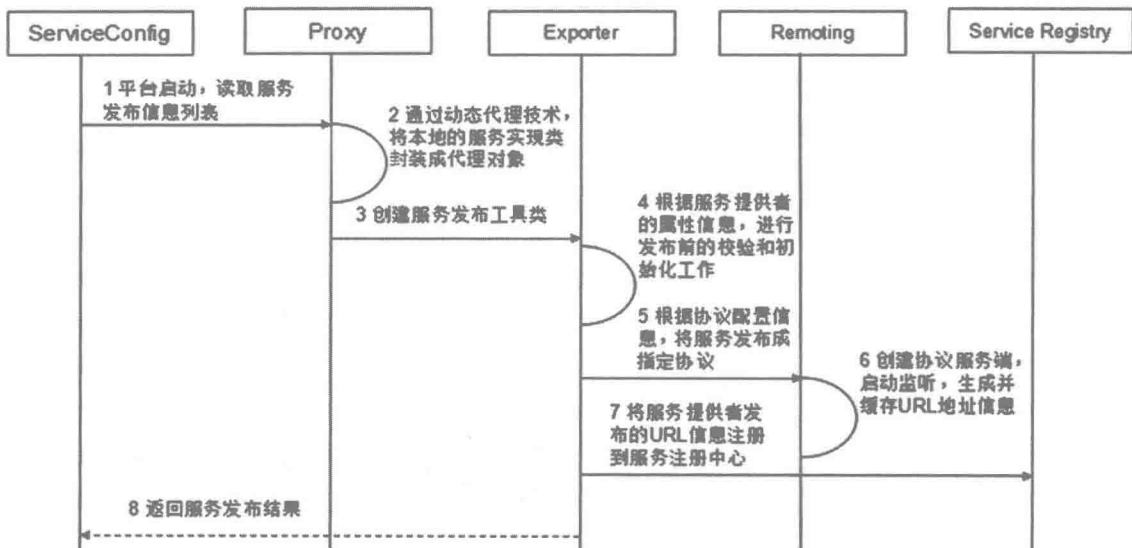 ServiceConfig
Proxy
Exporter
Remoting
Service Registry
1 平台启动，读取服务
发布信息列表
2 通过动态代理技术，
将本地的服务实现类
封装成代理对象
3 创建服务发布工具类
4 根据服务提供者
的属性信息，进行
发布前的校验和初
始化工作
5 根据协议配置信
息，将服务发布成
指定协议
6 创建协议服务端，
启动监听，生成并
缓存URL地址信息
7 将服务提供者发
布的URL信息注册
到服务注册中心
8 返回服务发布结果